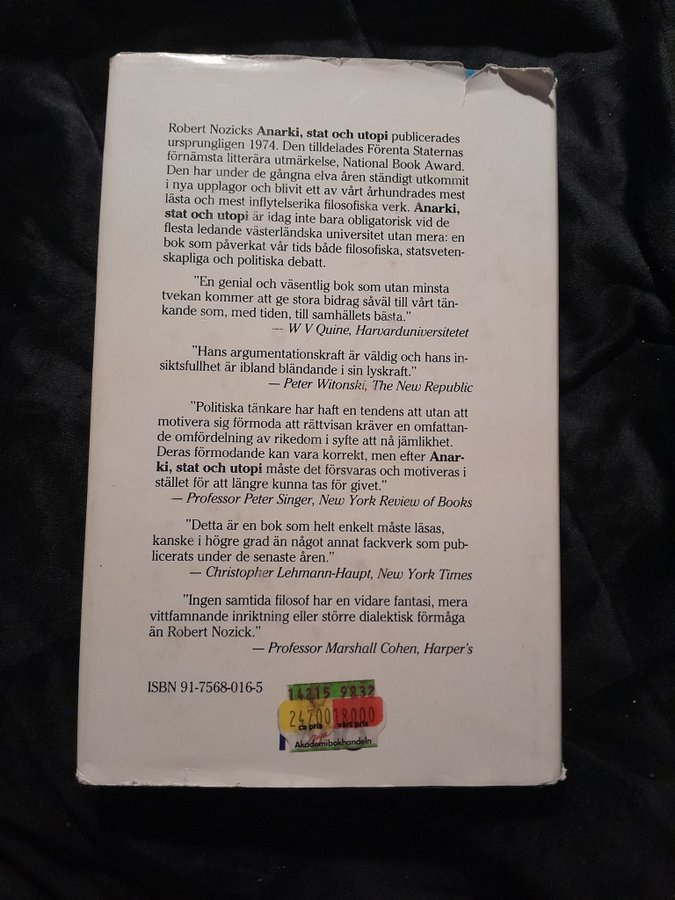 Robert Nozicks Anarki, stat och utopi publicerades
ursprungligen 1974. Den tilldelades Förenta Staternas
förnämsta litterära utmärkelse, National Book Award.
Den har under de gångna elva åren ständigt utkommit
i nya upplagor och blivit ett av vårt århundrades mest
lästa och mest inflytelserika filosofiska verk. Anarki,
stat och utopi är idag inte bara obligatorisk vid de
flesta ledande västerländska universitet utan mera: en
bok som påverkat vår tids både filosofiska, statsveten-
skapliga och politiska debatt.
"En genial och väsentlig bok som utan minsta
tvekan kommer att ge stora bidrag såväl till vårt tän-
kande som, med tiden, till samhällets bästa."
— W V Quine, Harvarduniversitetet
"Hans argumentationskraft är väldig och hans in-
siktsfullhet är ibland bländande i sin lyskraft."
— Peter Witonski, The New Republic
"Politiska tänkare har haft en tendens att utan att
motivera sig förmoda att rättvisan kräver en omfattan-
de omfördelning av rikedom i syfte att nå jämlikhet.
Deras förmodande kan vara korrekt, men efter Anar-
ki, stat och utopi måste det försvaras och motiveras i
stället för att längre kunna tas för givet."
— Professor Peter Singer, New York Review of Books
"Detta är en bok som helt enkelt måste läsas,
kanske i högre grad än något annat fackverk som pub-
licerats under de senaste åren."
— Christopher Lehmann-Haupt, New York Times
"Ingen samtida filosof har en vidare fantasi, mera
vittfamnande inriktning eller större dialektisk förmåga
än Robert Nozick."
— Professor Marshall Cohen, Harper's
ISBN 91-7568-016-5
14215 9832
24700 18000
ca pris vårt pris
Akademibokhandeln